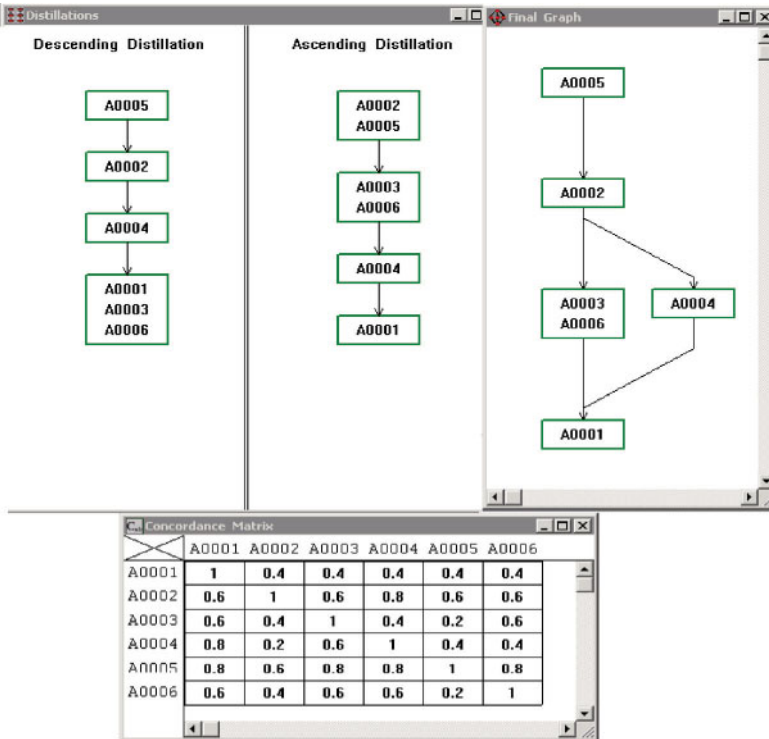 Distillations
Descending Distillation
A0005
A0002
A0004
A0001
A0003
A0006
Ascending Distillation
A0002
A0005
A0003
A0006
A0004
A0001
Final Graph
A0005
A0002
A0003
A0006
A0004
A0001
Concordance Matrix
A0001 A0002 A0003 A0004 A0005 A0006
A0001 1 0.4 0.4 0.4 0.4 0.4
A0002 0.6 1 0.6 0.8 0.6 0.6
A0003 0.6 0.4 1 0.4 0.2 0.6
A0004 0.8 0.2 0.6 1 0.4 0.4
A0005 0.8 0.6 0.8 0.8 1 0.8
A0006 0.6 0.4 0.6 0.6 0.2 1